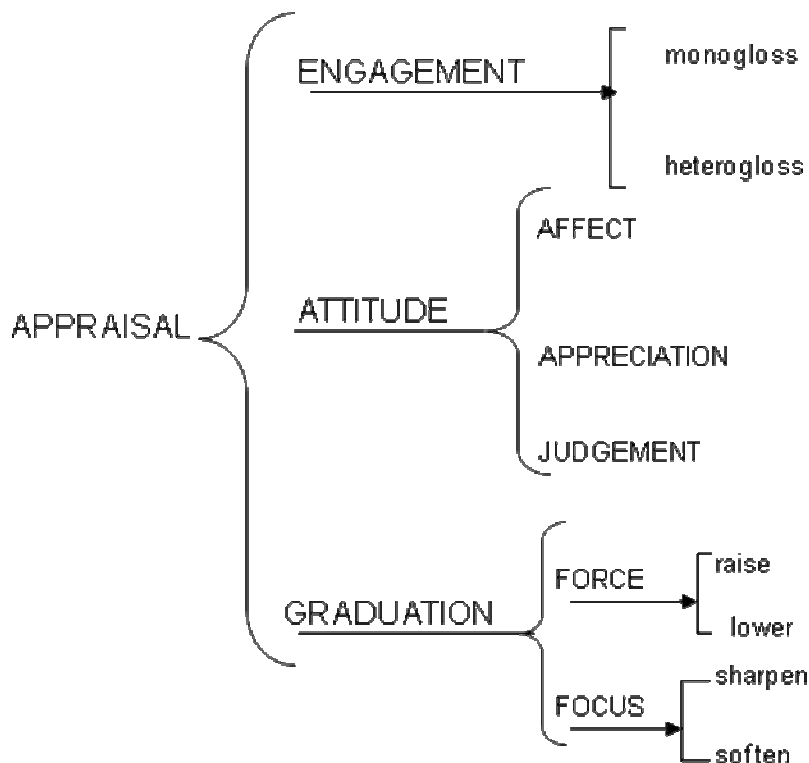 ENGAGEMENT
monogloss
heterogloss
AFFECT
ATTITUDE
APPRAISAL
APPRECIATION
JUDGEMENT
FORCE
raise
lower
GRADUATION
sharpen
FOCUS
soften